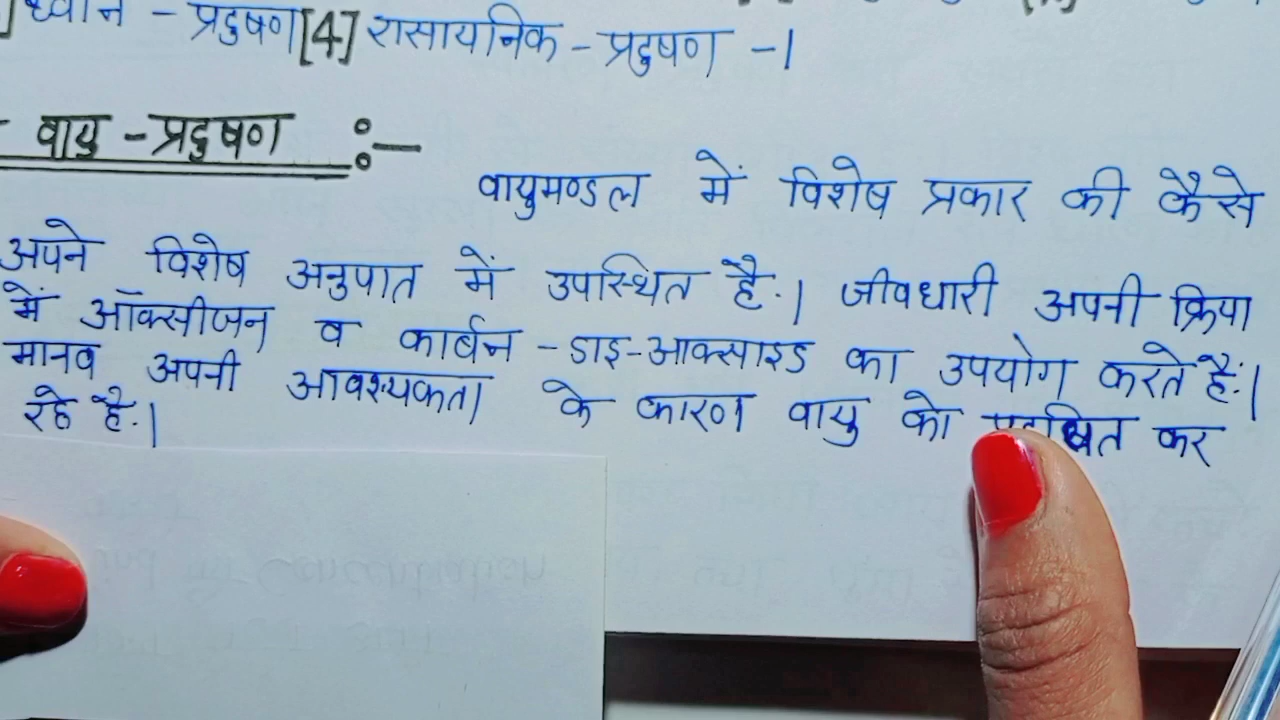 ध्वनि - प्रदुषण [4] रासायनिक - प्रदुषण -।
वायु - प्रदुषण :-
वायुमण्डल में विशेष प्रकार की कैसे
अपने विशेष अनुपात में उपस्थित है.। जीवधारी अपनी क्रिया
में ऑक्सीजन व कार्बन - डाइ-आक्साइड का उपयोग करते हैं।
मानव अपनी आवश्यकता के कारण वायु को प्रदुषित कर
रहे है.।